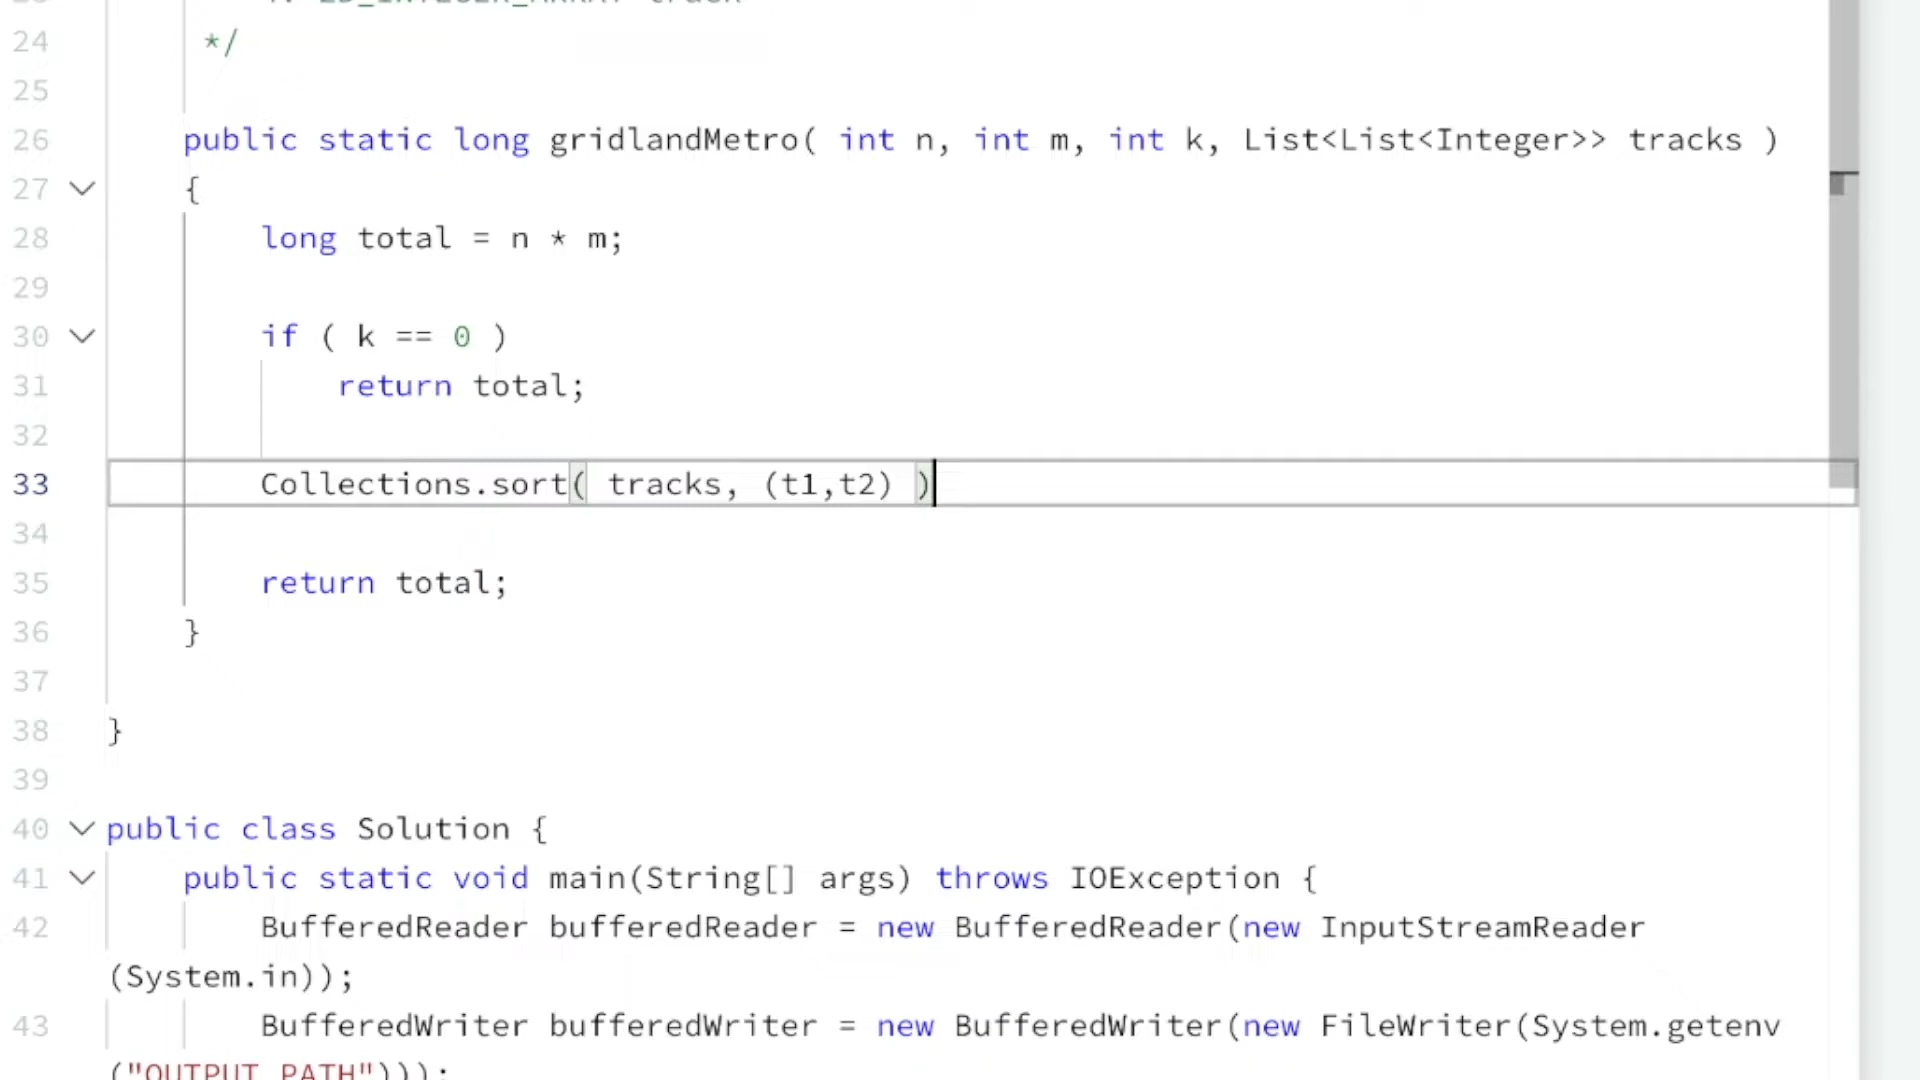 24 */
25
26 public static long gridlandMetro( int n, int m, int k, List<List<Integer>> tracks )
27 {
28 long total = n * m;
29
30 if ( k == 0 )
31 return total;
32
33 Collections.sort( tracks, (t1,t2) )
34
35 return total;
36 }
37
38 }
39
40 public class Solution {
41 public static void main(String[] args) throws IOException {
42 BufferedReader bufferedReader = new BufferedReader(new InputStreamReader
(System.in));
43 BufferedWriter bufferedWriter = new BufferedWriter(new FileWriter(System.getenv
("OUTPUT_PATH")));